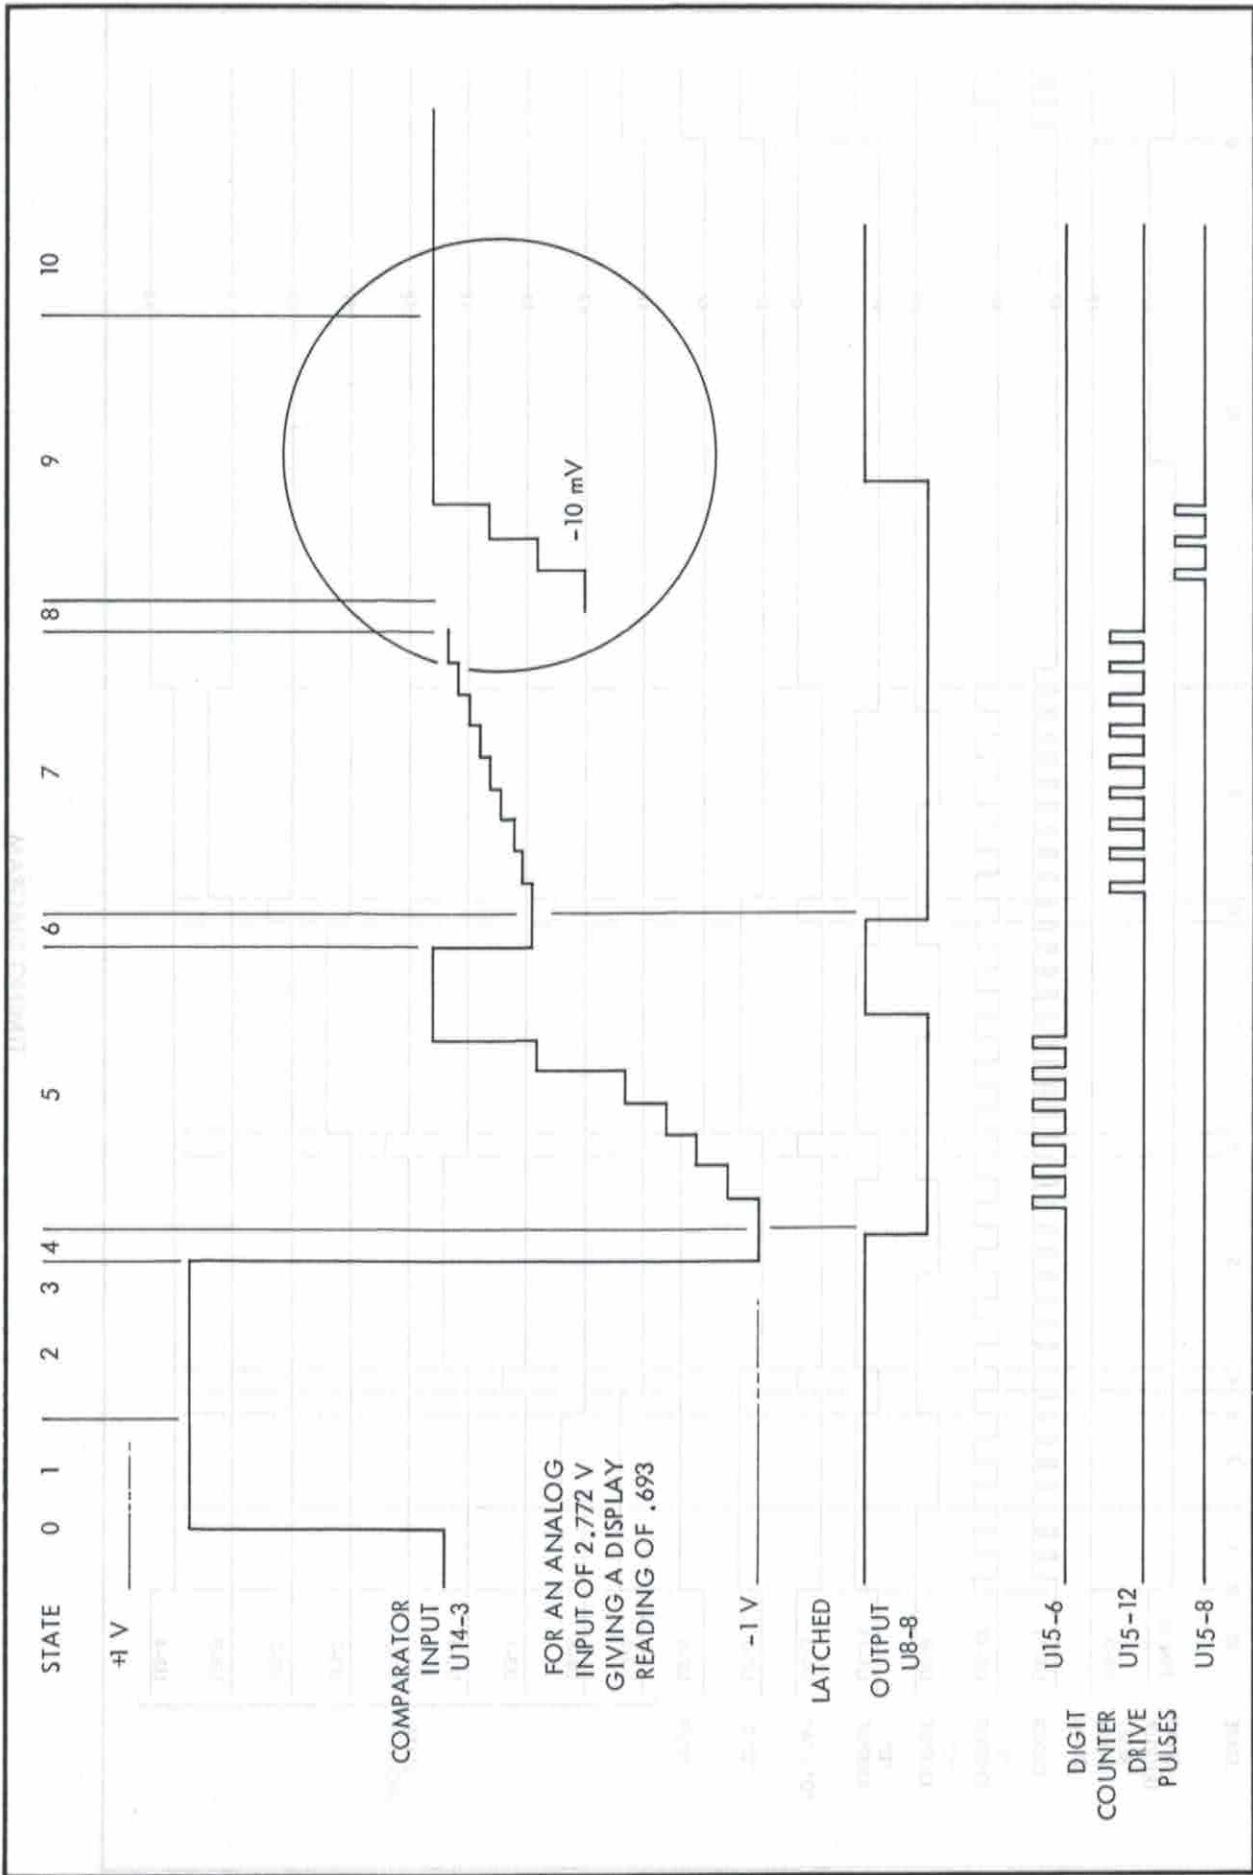 STATE 0 1 2 3 4 5 6 7 8 9 10
+1 V
COMPARATOR
INPUT
U14-3
-10 mV
FOR AN ANALOG
INPUT OF 2.772 V
GIVING A DISPLAY
READING OF .693
-1 V
LATCHED
OUTPUT
U8-8
DIGIT
COUNTER
DRIVE
PULSES
U15-6
U15-12
U15-8